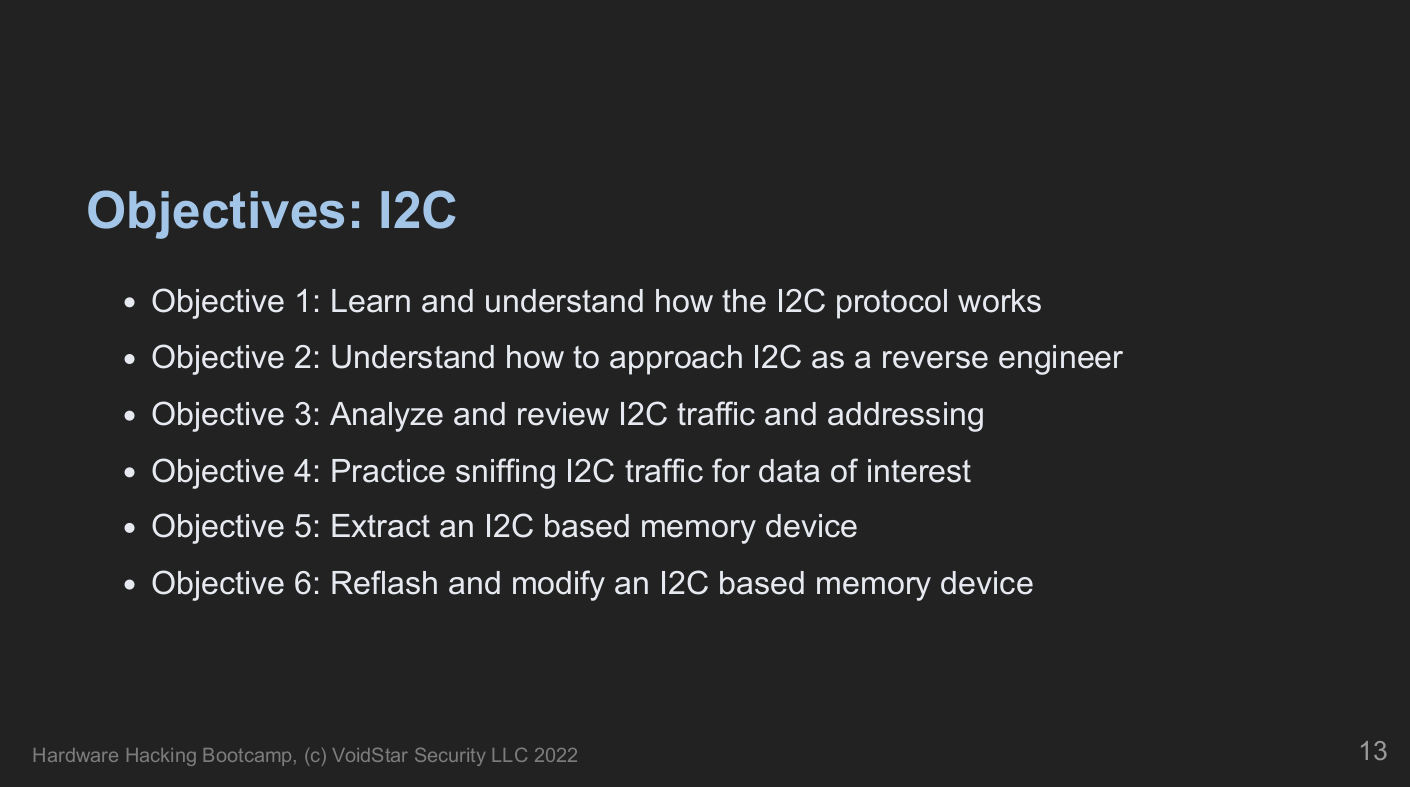 Objectives: I2C
• Objective 1: Learn and understand how the I2C protocol works
• Objective 2: Understand how to approach I2C as a reverse engineer
• Objective 3: Analyze and review I2C traffic and addressing
• Objective 4: Practice sniffing I2C traffic for data of interest
• Objective 5: Extract an I2C based memory device
• Objective 6: Reflash and modify an I2C based memory device
Hardware Hacking Bootcamp, (c) VoidStar Security LLC 2022
13